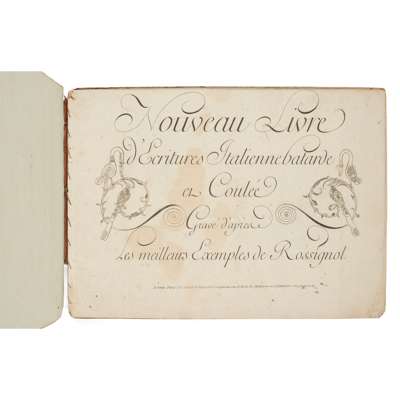 Nouveau Livre
d'Ecritures Italienne batarde
et Coulée
Gravé d'après
Les meilleurs Exemples de Rossignol.